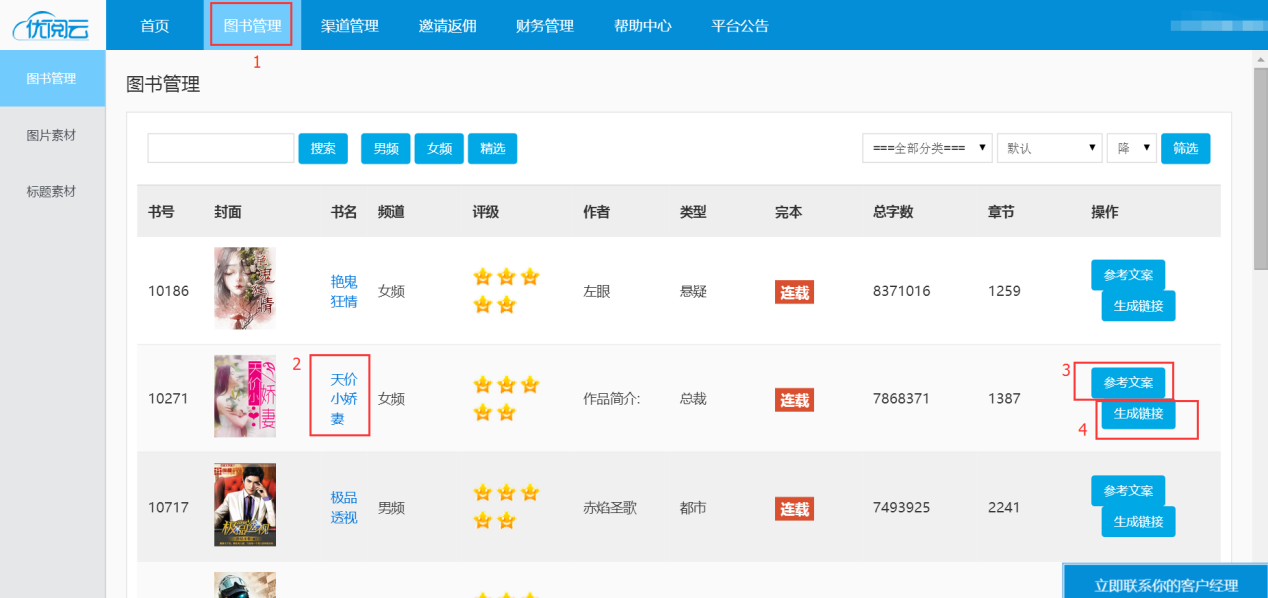 优阅云 首页 图书管理 渠道管理 邀请返佣 财务管理 帮助中心 平台公告
1
图书管理
图片素材
标题素材
图书管理
搜索 男频 女频 精选 ===全部分类=== 默认 降 筛选
书号 封面 书名 频道 评级 作者 类型 完本 总字数 章节 操作
10186 艳鬼 女频 左眼 悬疑 连载 8371016 1259 参考文案
狂情 生成链接
2 3
10271 天价小娇妻 天价 女频 作品简介: 总裁 连载 7868371 1387 参考文案
小娇 生成链接
妻
4
10717 极品透视 极品 男频 赤焰圣歌 都市 连载 7493925 2241 参考文案
透视 生成链接
立即联系你的客户经理